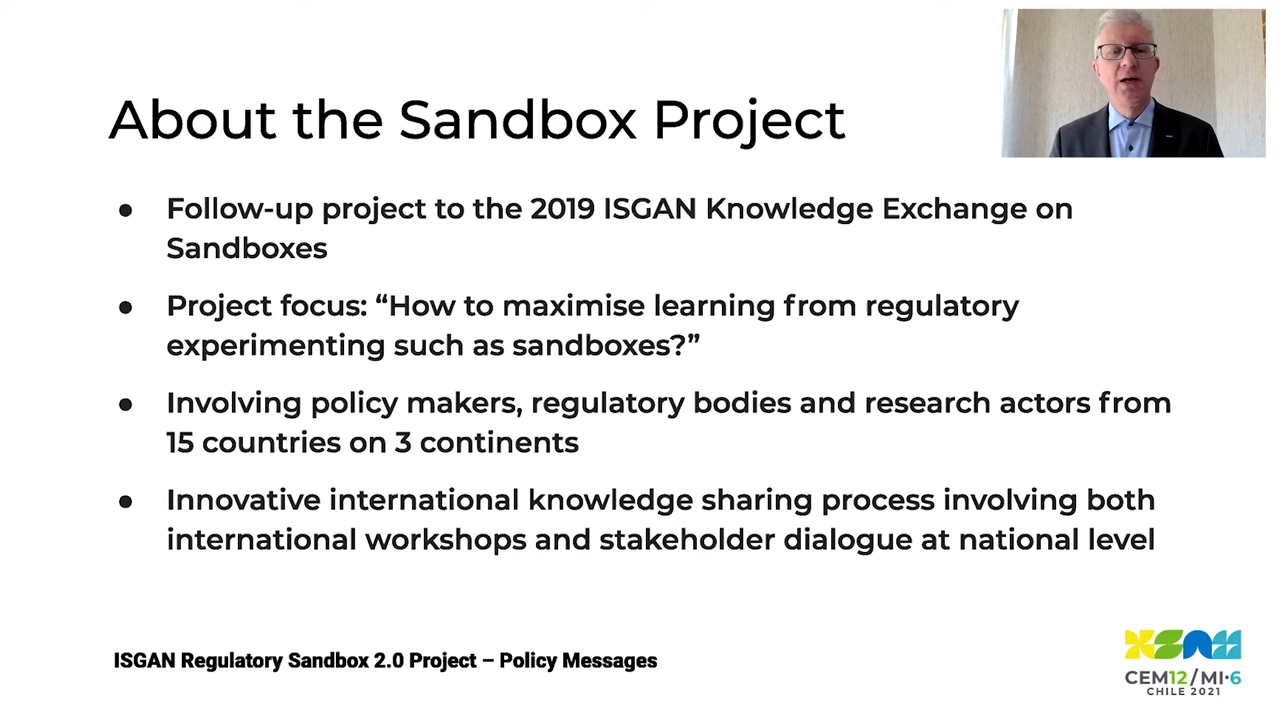 About the Sandbox Project
● Follow-up project to the 2019 ISGAN Knowledge Exchange on
Sandboxes
● Project focus: “How to maximise learning from regulatory
experimenting such as sandboxes?”
● Involving policy makers, regulatory bodies and research actors from
15 countries on 3 continents
● Innovative international knowledge sharing process involving both
international workshops and stakeholder dialogue at national level
ISGAN Regulatory Sandbox 2.0 Project – Policy Messages
CEM12/MI·6
CHILE 2021